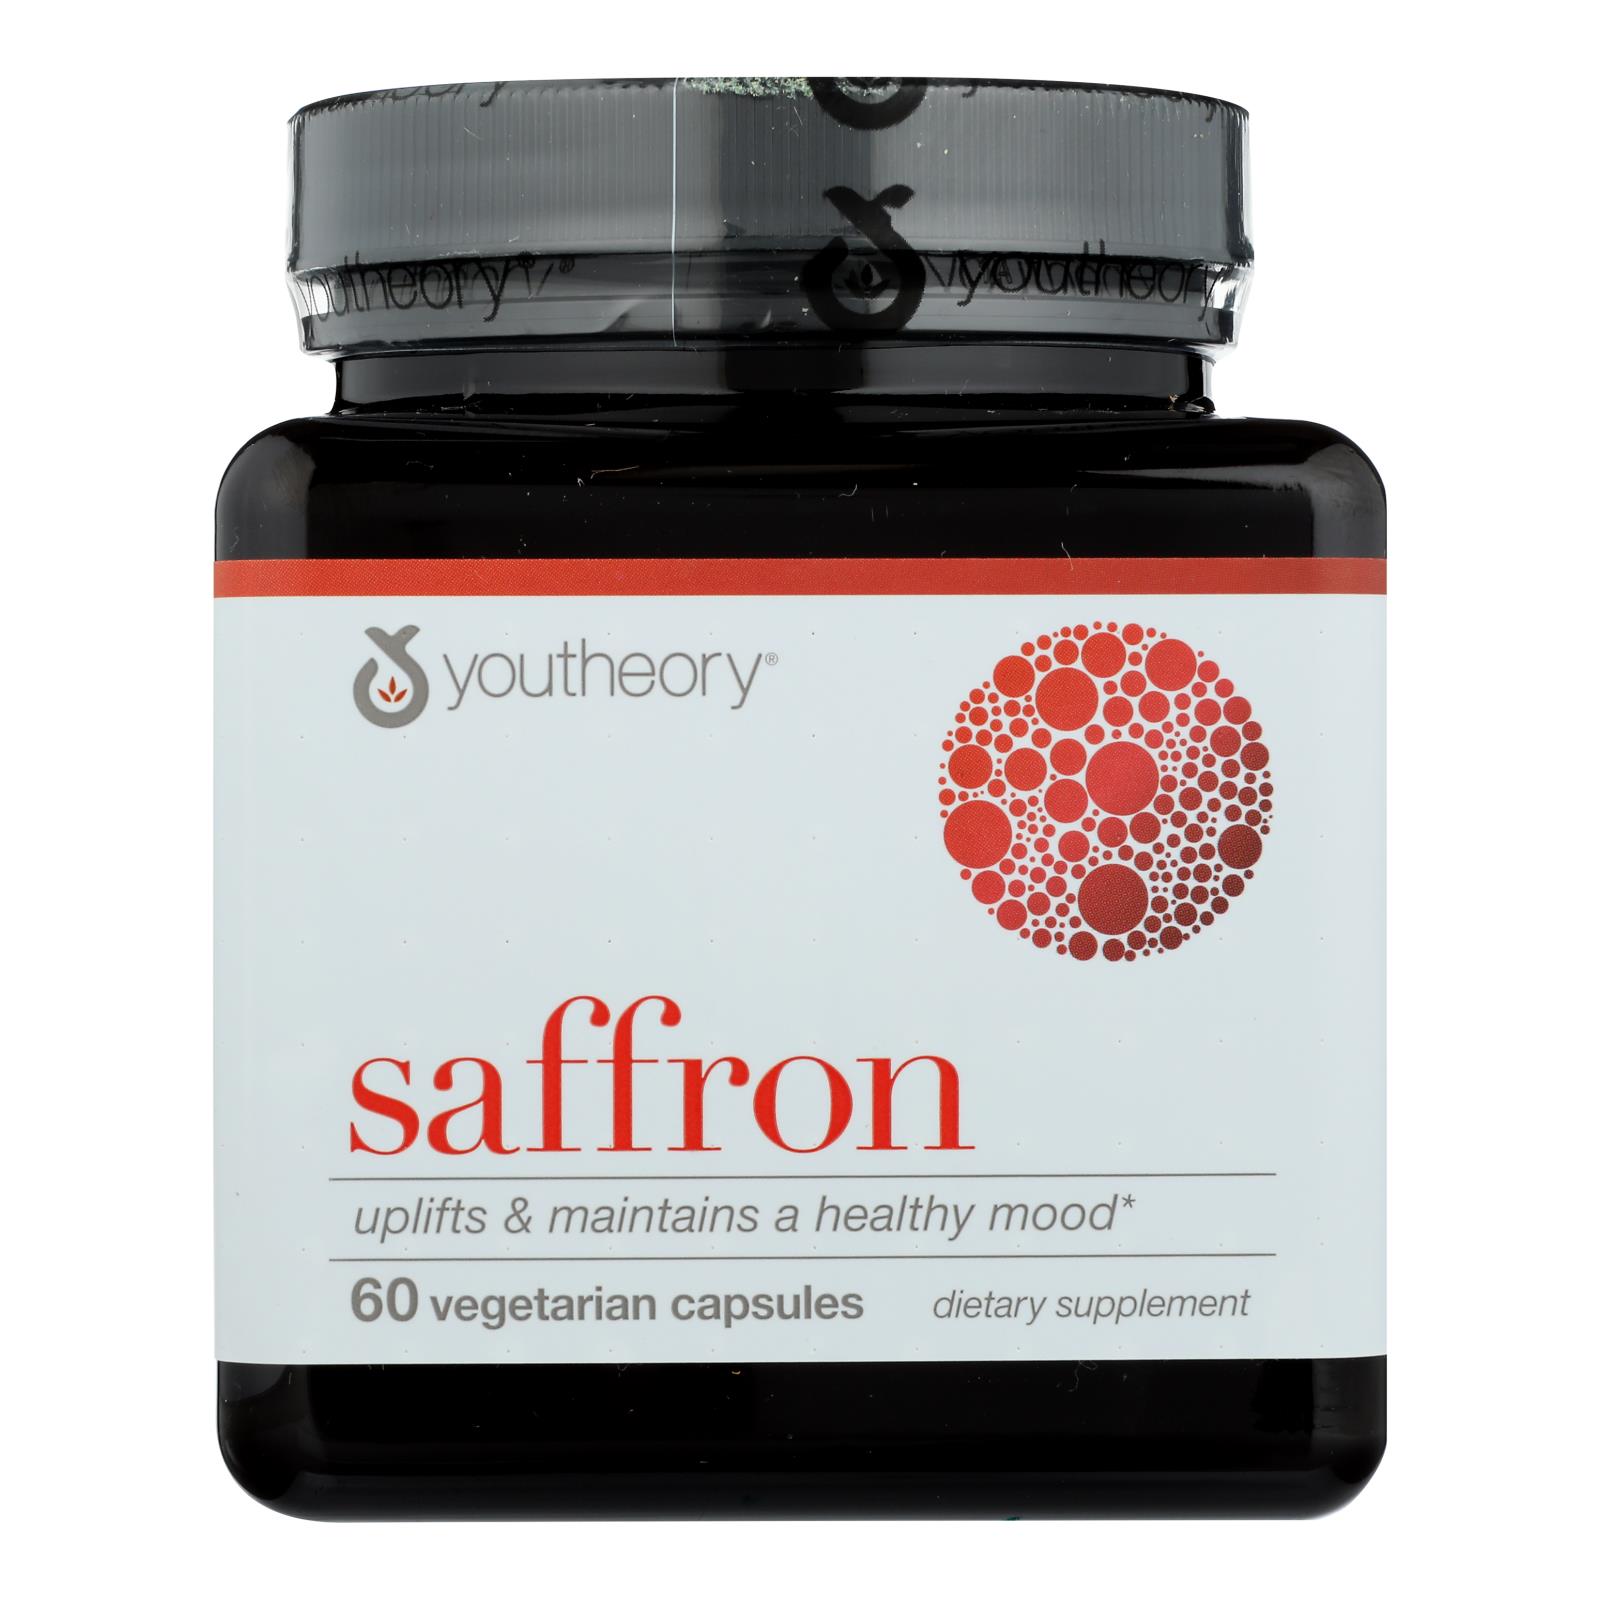 youtheory®
youtheory
youtheory®
saffron
uplifts & maintains a healthy mood*
60 vegetarian capsules
dietary supplement